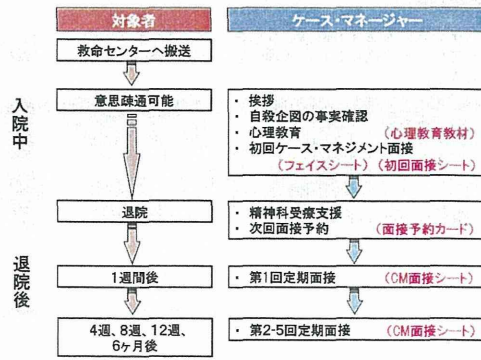 対象者
ケース・マネージャー
救命センターへ搬送
入院中
意思疎通可能
・ 挨拶
・ 自殺企図の事実確認
・ 心理教育 (心理教育教材)
・ 初回ケース・マネジメント面接
(フェイスシート) (初回面接シート)
退院
・ 精神科受療支援
・ 次回面接予約 (面接予約カード)
退院後
1週間後
・ 第1回定期面接 (CM面接シート)
4週、8週、12週、
6ヶ月後
・ 第2-5回定期面接 (CM面接シート)